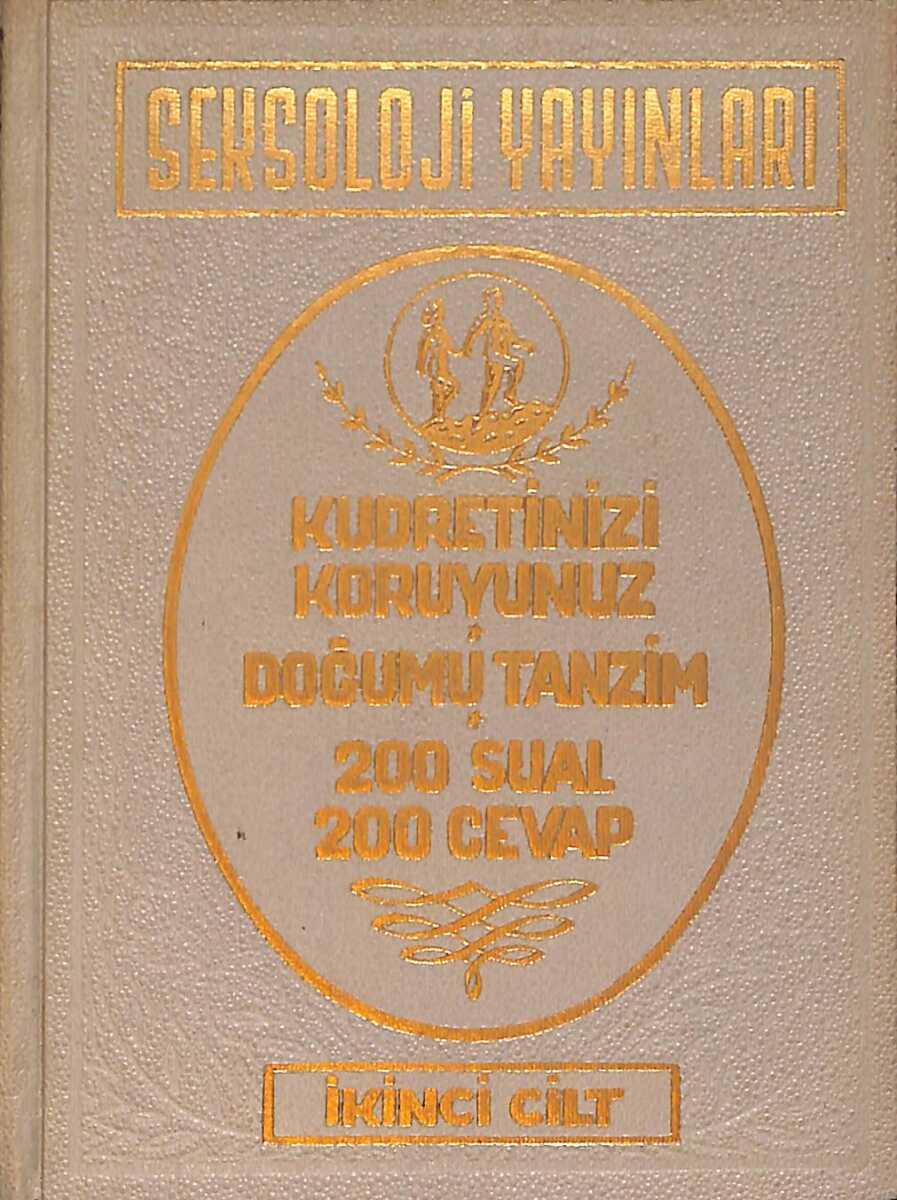 SEKSOLOJİ YAYINLARI
KUDRETİNİZİ
KORUYUNUZ
DOĞUMU TANZİM
200 SUAL
200 CEVAP
İKİNCİ CİLT